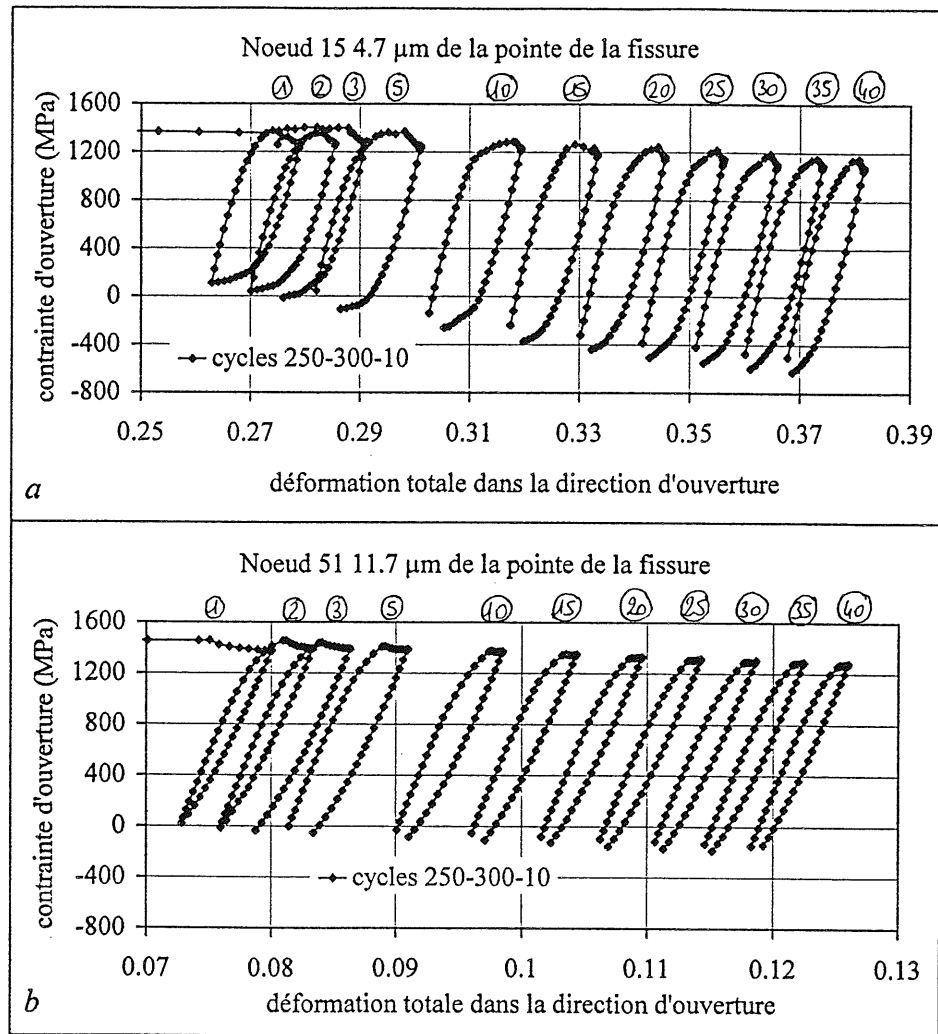 Noeud 15 4.7 µm de la pointe de la fissure
1 2 3 5 10 15 20 25 30 35 40
1600
1200
800
400
0
-400
-800
contrainte d'ouverture (MPa)
cycles 250-300-10
0.25 0.27 0.29 0.31 0.33 0.35 0.37 0.39
a
déformation totale dans la direction d'ouverture
Noeud 51 11.7 µm de la pointe de la fissure
1 2 3 5 10 15 20 25 30 35 40
1600
1200
800
400
0
-400
-800
contrainte d'ouverture (MPa)
cycles 250-300-10
0.07 0.08 0.09 0.1 0.11 0.12 0.13
b
déformation totale dans la direction d'ouverture